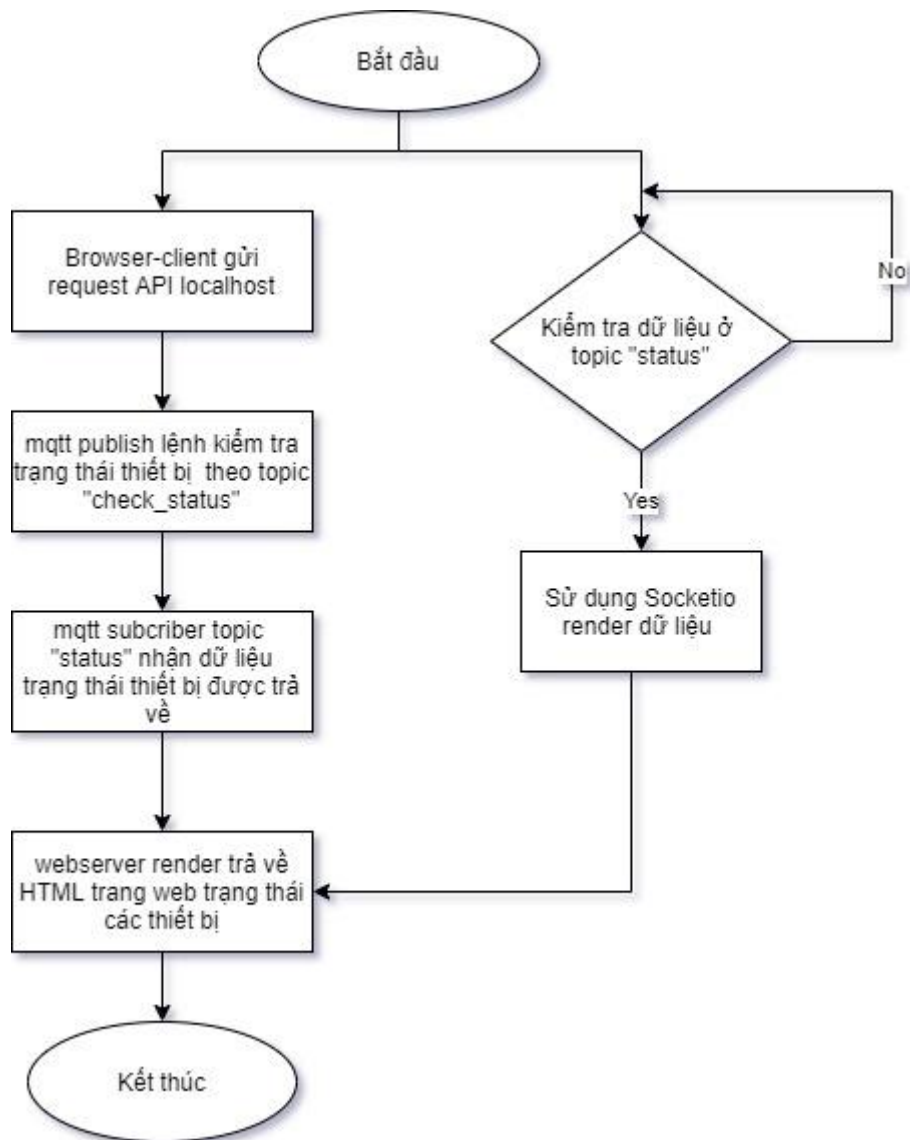 Bắt đầu
Browser-client gửi
request API localhost
mqtt publish lệnh kiểm tra
trạng thái thiết bị theo topic
"check_status"
mqtt subcriber topic
"status" nhận dữ liệu
trạng thái thiết bị được trả
về
webserver render trả về
HTML trang web trạng thái
các thiết bị
Kết thúc
Kiểm tra dữ liệu ở
topic "status"
No
Yes
Sử dụng Socketio
render dữ liệu